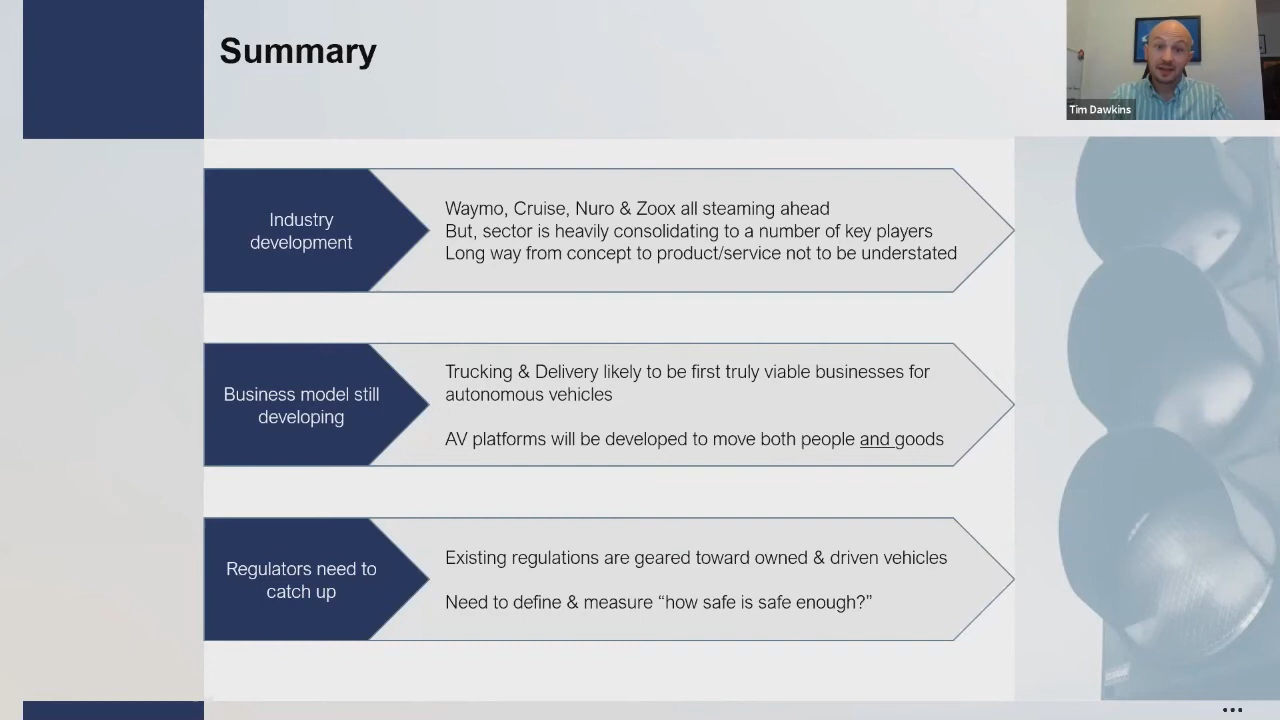 Summary
Tim Dawkins
Industry
development
Waymo, Cruise, Nuro & Zoox all steaming ahead
But, sector is heavily consolidating to a number of key players
Long way from concept to product/service not to be understated
Business model still
developing
Trucking & Delivery likely to be first truly viable businesses for
autonomous vehicles
AV platforms will be developed to move both people and goods
Regulators need to
catch up
Existing regulations are geared toward owned & driven vehicles
Need to define & measure “how safe is safe enough?”